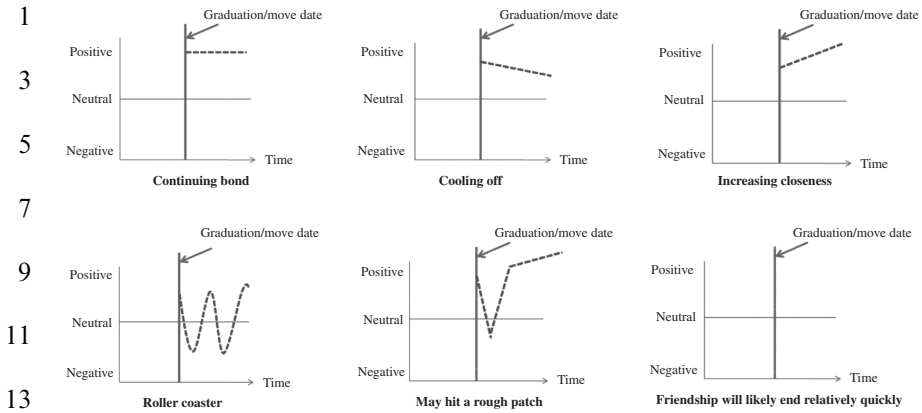 1
Graduation/move date
Graduation/move date
Graduation/move date
Positive
Positive
Positive
3
Neutral
Neutral
Neutral
5
Negative
Negative
Negative
Time
Time
Time
Continuing bond
Cooling off
Increasing closeness
7
Graduation/move date
Graduation/move date
Graduation/move date
9
Positive
Positive
Positive
11
Neutral
Neutral
Neutral
Negative
Negative
Negative
Time
Time
Time
13
Roller coaster
May hit a rough patch
Friendship will likely end relatively quickly